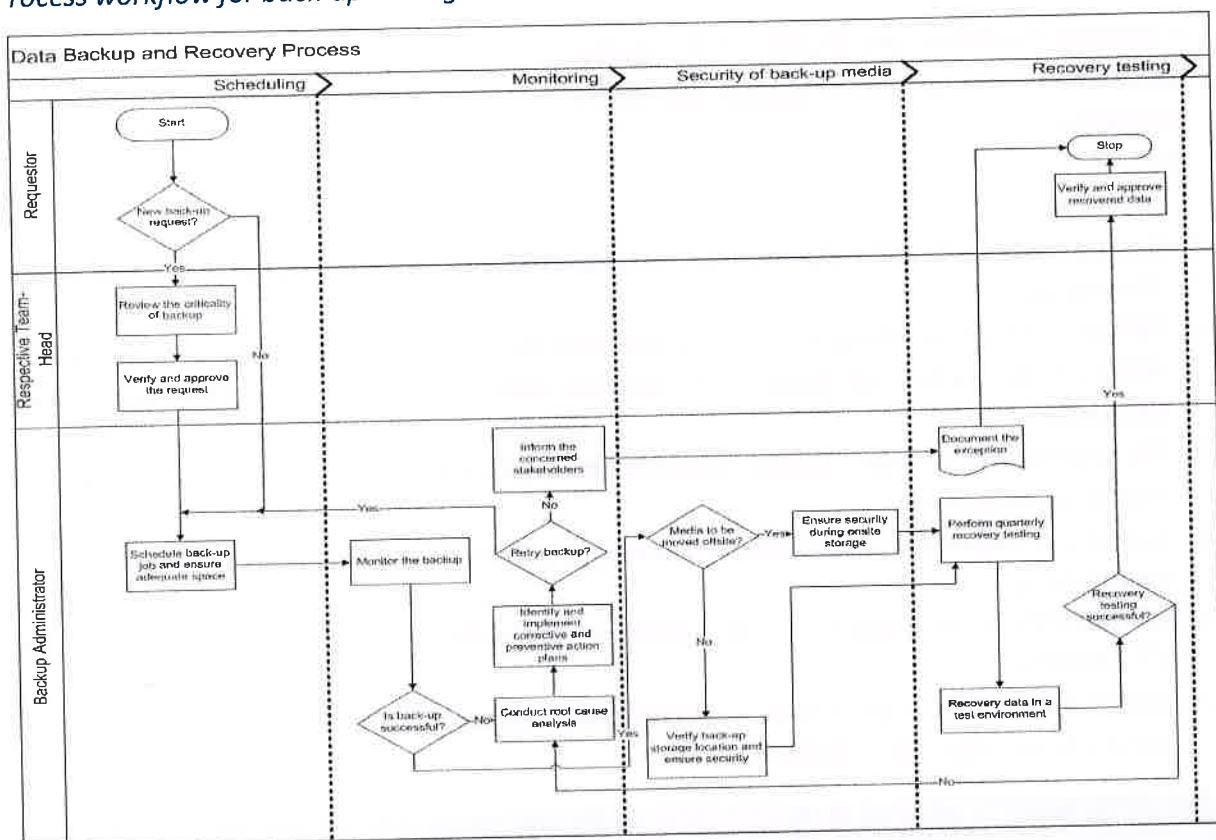 Data Backup and Recovery Process
Scheduling
Monitoring
Security of back-up media
Recovery testing
Requestor
Start
New back-up
request?
Yes
No
Stop
Verify and approve
recovered data
Respective Team-
Head
Review the criticality
of backup
Verify and approve
the request
Yes
Backup Administrator
Inform the
concerned
stakeholders
Document the
exception
Yes
No
Schedule back-up
job and ensure
adequate space
Monitor the backup
Retry backup?
Media to be
moved offsite?
Yes
Ensure security
during onsite
storage
Perform quarterly
recovery testing
Identify and
implement
corrective and
preventive action
plans
No
Recovery
testing
successful?
Is back-up
successful?
No
Conduct root cause
analysis
Yes
Verify back-up
storage location and
ensure security
Recovery data in a
test environment
No